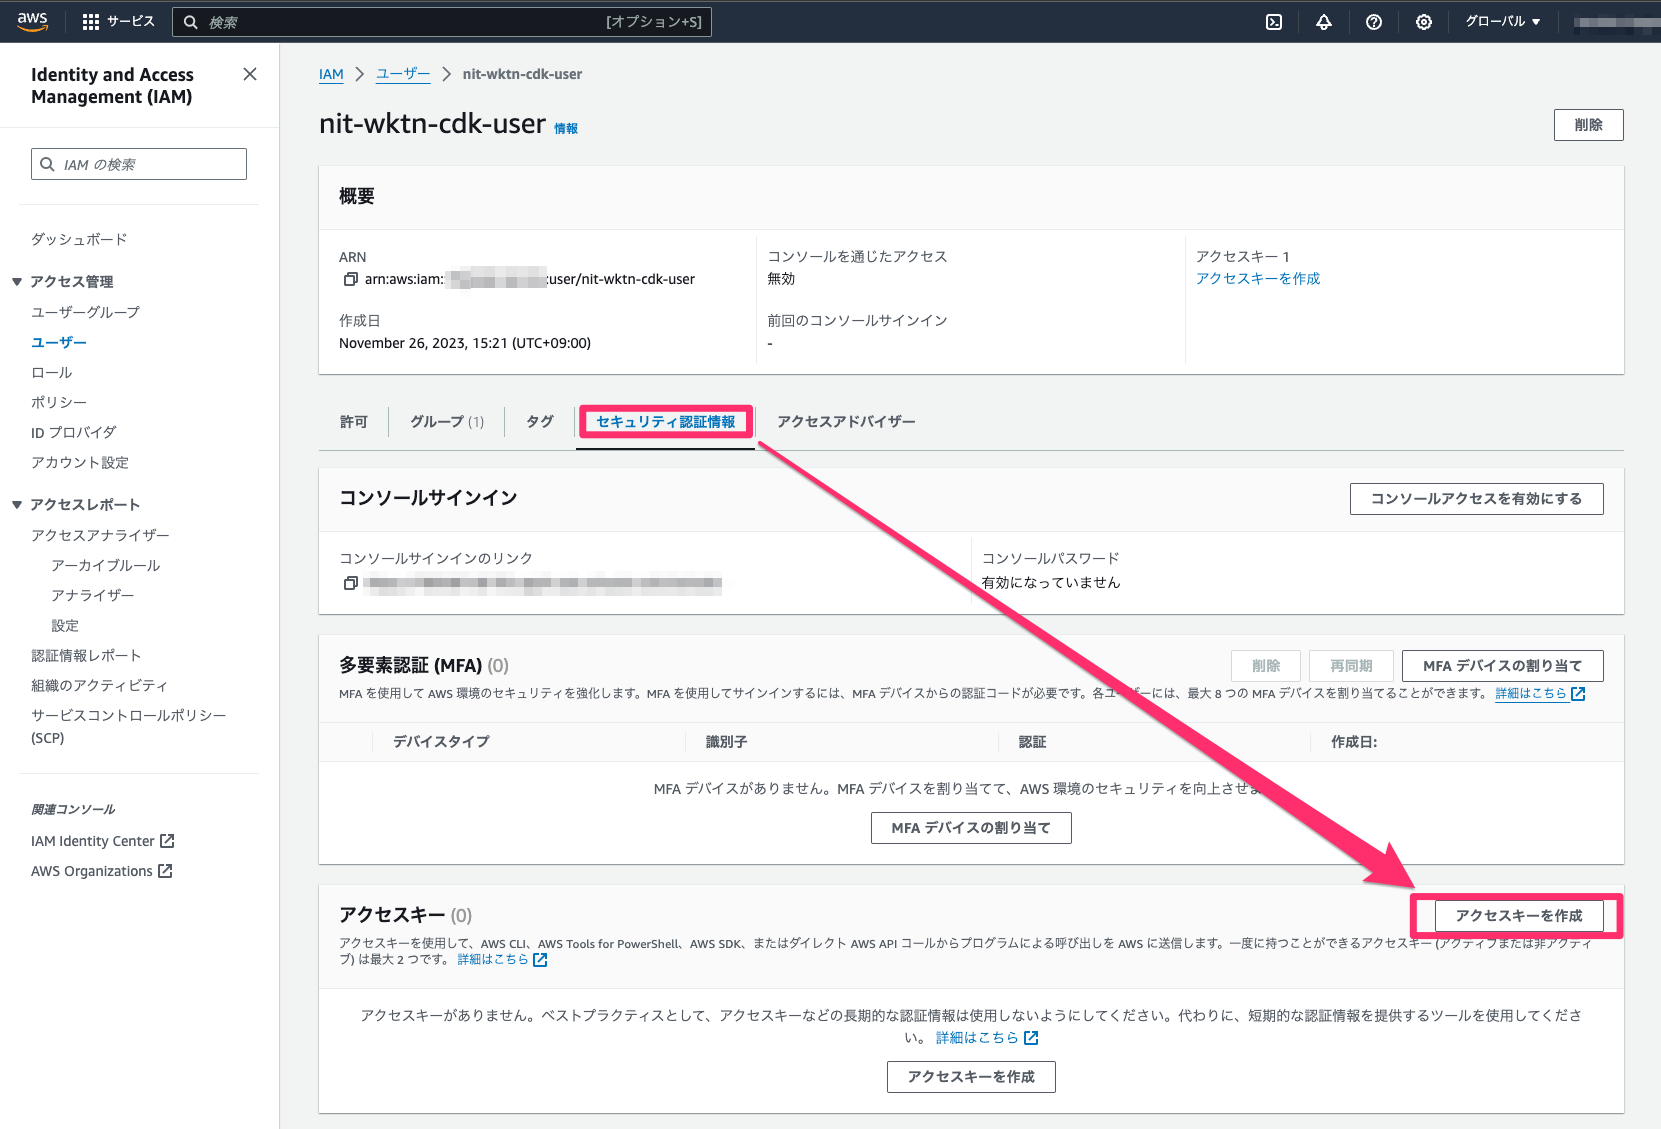 aws
サービス
検索
[オプション+S]
グローバル
Identity and Access
Management (IAM)
IAM の検索
ダッシュボード
アクセス管理
ユーザーグループ
ユーザー
ロール
ポリシー
ID プロバイダ
アカウント設定
アクセスレポート
アクセスアナライザー
アーカイブルール
アナライザー
設定
認証情報レポート
組織のアクティビティ
サービスコントロールポリシー
(SCP)
関連コンソール
IAM Identity Center
AWS Organizations
IAM
ユーザー
nit-wktn-cdk-user
nit-wktn-cdk-user 情報
削除
概要
ARN
arn:aws:iam: :user/nit-wktn-cdk-user
作成日
November 26, 2023, 15:21 (UTC+09:00)
コンソールを通じたアクセス
無効
前回のコンソールサインイン
-
アクセスキー 1
アクセスキーを作成
許可
グループ (1)
タグ
セキュリティ認証情報
アクセスアドバイザー
コンソールサインイン
コンソールアクセスを有効にする
コンソールサインインのリンク
コンソールパスワード
有効になっていません
多要素認証 (MFA) (0)
削除
再同期
MFA デバイスの割り当て
MFA を使用して AWS 環境のセキュリティを強化します。MFA を使用してサインインするには、MFA デバイスからの認証コードが必要です。各ユーザーには、最大 8 つの MFA デバイスを割り当てることができます。 詳細はこちら
デバイスタイプ
識別子
認証
作成日:
MFA デバイスがありません。MFA デバイスを割り当てて、AWS 環境のセキュリティを向上させま
MFA デバイスの割り当て
アクセスキー (0)
アクセスキーを作成
アクセスキーを使用して、AWS CLI、AWS Tools for PowerShell、AWS SDK、またはダイレクト AWS API コールからプログラムによる呼び出しを AWS に送信します。一度に持つことができるアクセスキー (アクティブまたは非アクティ
ブ) は最大 2 つです。 詳細はこちら
アクセスキーがありません。ベストプラクティスとして、アクセスキーなどの長期的な認証情報は使用しないようにしてください。代わりに、短期的な認証情報を提供するツールを使用してくださ
い。 詳細はこちら
アクセスキーを作成